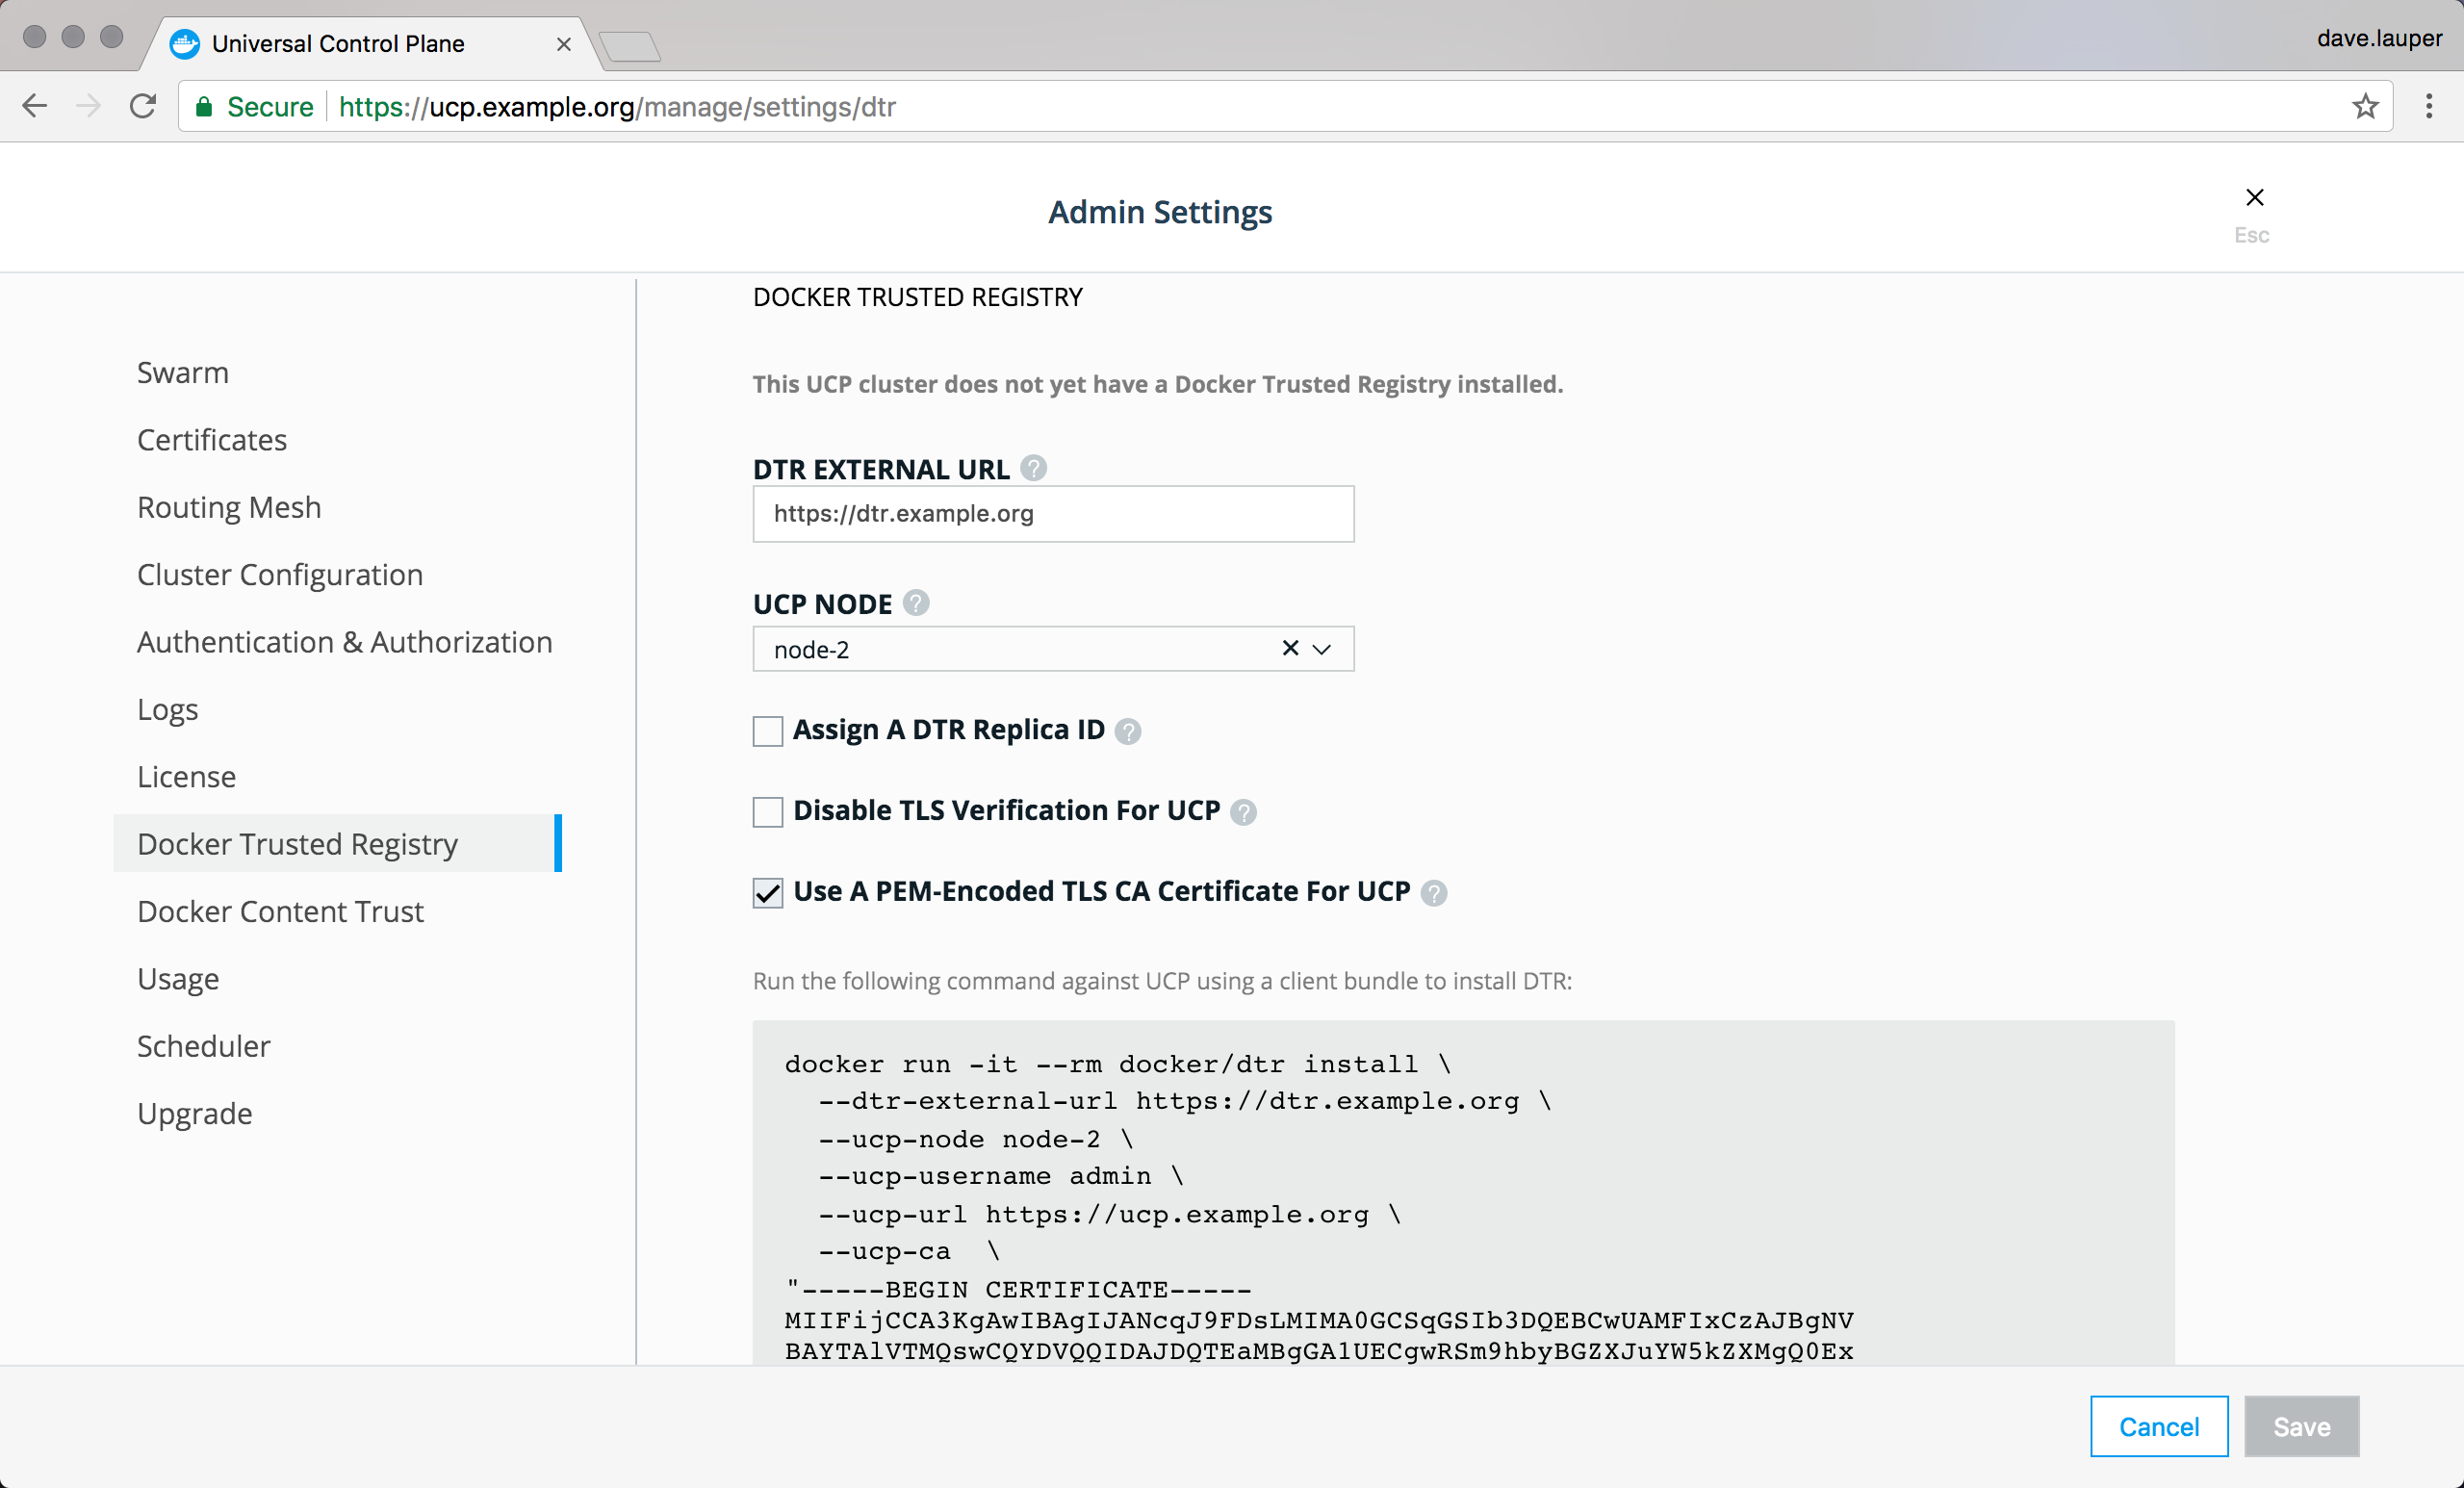 Universal Control Plane
dave.lauper
Secure https://ucp.example.org/manage/settings/dtr
Admin Settings
Esc
Swarm
Certificates
Routing Mesh
Cluster Configuration
Authentication & Authorization
Logs
License
Docker Trusted Registry
Docker Content Trust
Usage
Scheduler
Upgrade
DOCKER TRUSTED REGISTRY
This UCP cluster does not yet have a Docker Trusted Registry installed.
DTR EXTERNAL URL ?
https://dtr.example.org
UCP NODE ?
node-2
Assign A DTR Replica ID ?
Disable TLS Verification For UCP ?
Use A PEM-Encoded TLS CA Certificate For UCP ?
Run the following command against UCP using a client bundle to install DTR:
docker run -it --rm docker/dtr install \
--dtr-external-url https://dtr.example.org \
--ucp-node node-2 \
--ucp-username admin \
--ucp-url https://ucp.example.org \
--ucp-ca \
"-----BEGIN CERTIFICATE-----
MIIFijCCA3KgAwIBAgIJANcqJ9FDsLMIMA0GCSqGSIb3DQEBCwUAMFIxCzAJBgNV
BAYTAlVTMQswCQYDVQQIDAJDQTEaMBgGA1UECgwRSm9hbyBGZXJuYW5kZXMgQ0Ex
Cancel
Save